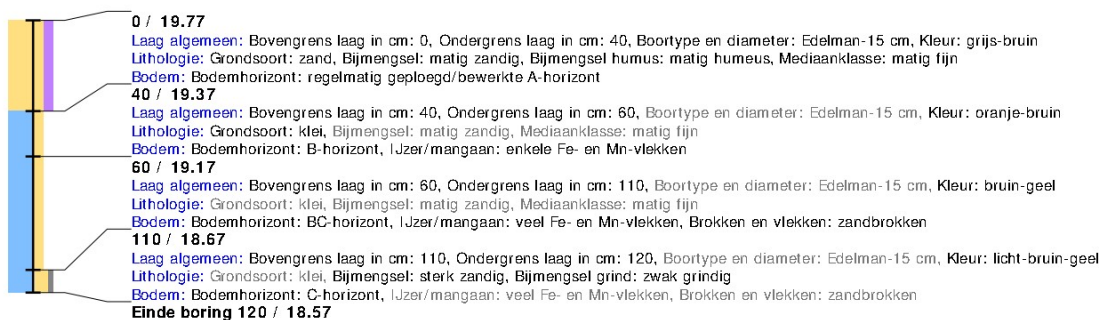 0 / 19.77
Laag algemeen: Bovengrens laag in cm: 0, Ondergrens laag in cm: 40, Boortype en diameter: Edelman-15 cm, Kleur: grijs-bruin
Lithologie: Grondsoort: zand, Bijmengsel: matig zandig, Bijmengsel humus: matig humeus, Mediaanklasse: matig fijn
Bodem: Bodemhorizont: regelmatig geploegd/bewerkte A-horizont
40 / 19.37
Laag algemeen: Bovengrens laag in cm: 40, Ondergrens laag in cm: 60, Boortype en diameter: Edelman-15 cm, Kleur: oranje-bruin
Lithologie: Grondsoort: klei, Bijmengsel: matig zandig, Mediaanklasse: matig fijn
Bodem: Bodemhorizont: B-horizont, IJzer/mangaan: enkele Fe- en Mn-vlekken
60 / 19.17
Laag algemeen: Bovengrens laag in cm: 60, Ondergrens laag in cm: 110, Boortype en diameter: Edelman-15 cm, Kleur: bruin-geel
Lithologie: Grondsoort: klei, Bijmengsel: matig zandig, Mediaanklasse: matig fijn
Bodem: Bodemhorizont: BC-horizont, IJzer/mangaan: veel Fe- en Mn-vlekken, Brokken en vlekken: zandbrokken
110 / 18.67
Laag algemeen: Bovengrens laag in cm: 110, Ondergrens laag in cm: 120, Boortype en diameter: Edelman-15 cm, Kleur: licht-bruin-geel
Lithologie: Grondsoort: klei, Bijmengsel: sterk zandig, Bijmengsel grind: zwak grindig
Bodem: Bodemhorizont: C-horizont, IJzer/mangaan: veel Fe- en Mn-vlekken, Brokken en vlekken: zandbrokken
Einde boring 120 / 18.57